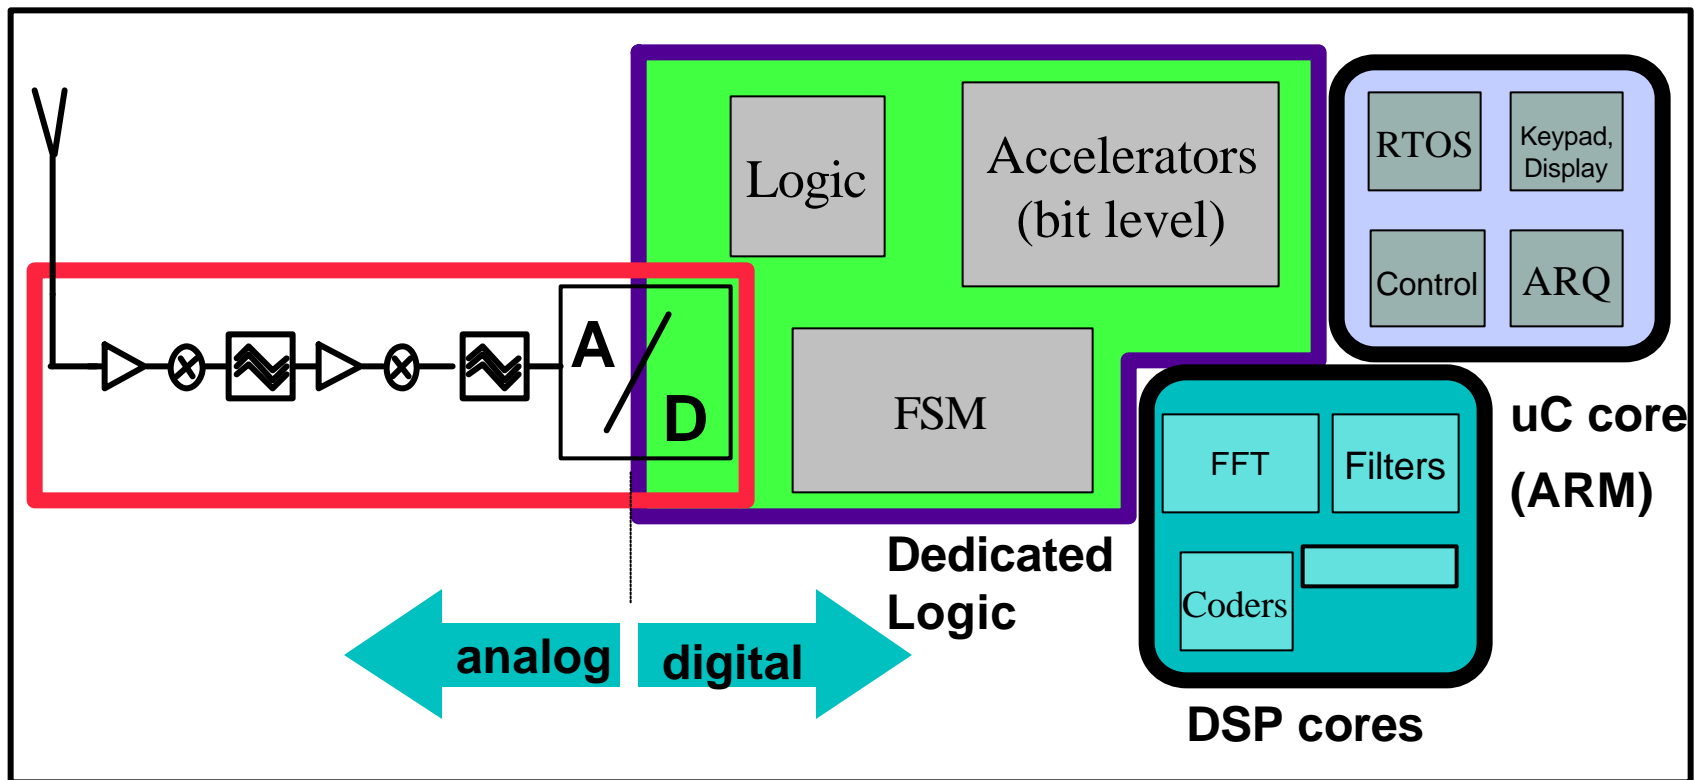 Logic
Accelerators
(bit level)
RTOS
Keypad,
Display
Control
ARQ
A
D
FSM
uC core
(ARM)
FFT
Filters
Coders
Dedicated
Logic
analog
digital
DSP cores